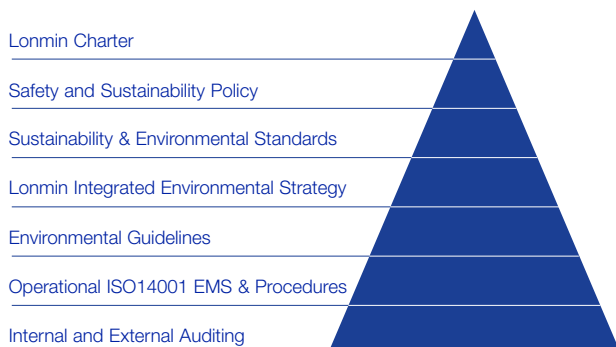 Lonmin Charter
Safety and Sustainability Policy
Sustainability & Environmental Standards
Lonmin Integrated Environmental Strategy
Environmental Guidelines
Operational ISO14001 EMS & Procedures
Internal and External Auditing